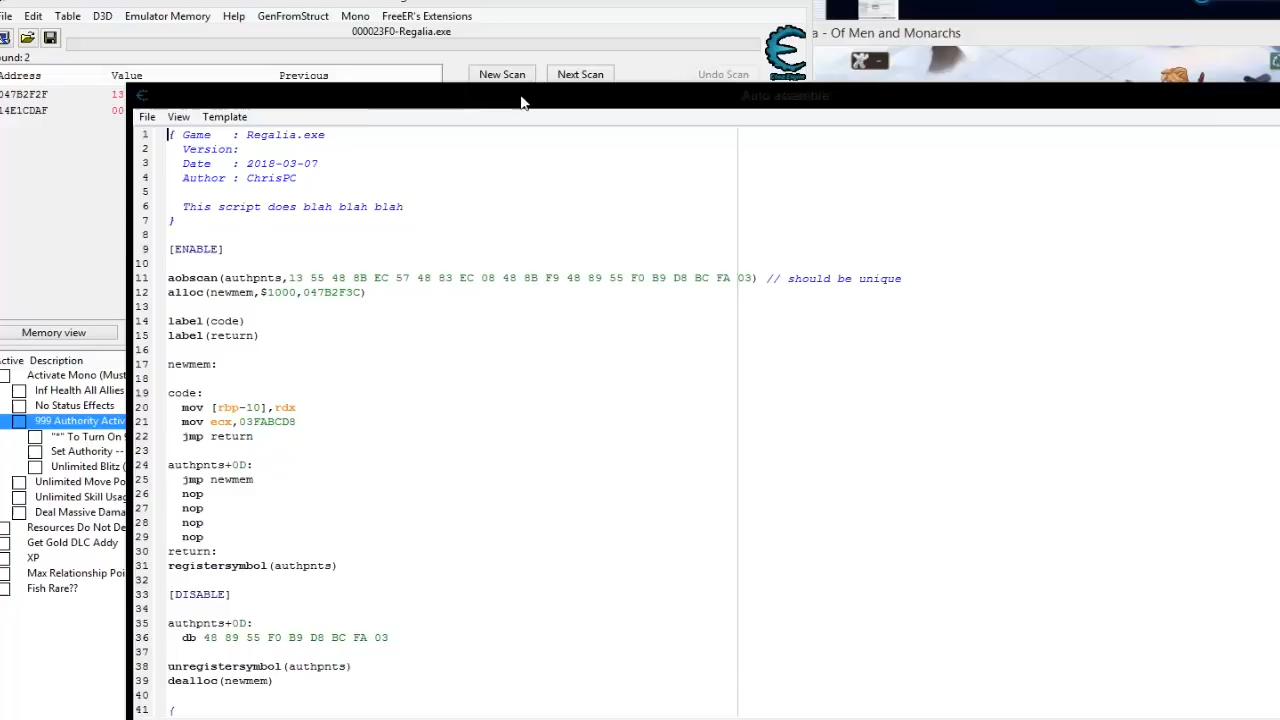 File Edit Table D3D Emulator Memory Help GenFromStruct Mono FreeER's Extensions
- Of Men and Monarchs
000023F0-Regalia.exe
-
ound:2
New Scan Next Scan Undo Scan
Address Value Previous
047B2F2F 13
14E1CDAF 00
Auto assemble
File View Template
1 { Game : Regalia.exe
2 Version:
3 Date : 2018-03-07
4 Author : ChrisPC
5
6 This script does blah blah blah
7 }
8
9 [ENABLE]
10
11 aobscan(authpnts,13 55 48 8B EC 57 48 83 EC 08 48 8B F9 48 89 55 F0 B9 D8 BC FA 03) // should be unique
12 alloc(newmem,$1000,047B2F3C)
13
14 label(code)
15 label(return)
16
17 newmem:
18
19 code:
20 mov [rbp-10],rdx
21 mov ecx,03FABCD8
22 jmp return
23
24 authpnts+0D:
25 jmp newmem
26 nop
27 nop
28 nop
29 nop
30 return:
31 registersymbol(authpnts)
32
33 [DISABLE]
34
35 authpnts+0D:
36 db 48 89 55 F0 B9 D8 BC FA 03
37
38 unregistersymbol(authpnts)
39 dealloc(newmem)
40
41 {
Memory view
ctive Description
Activate Mono (Must
Inf Health All Allies
No Status Effects
999 Authority Activ
"*" To Turn On
Set Authority --
Unlimited Blitz (
Unlimited Move Po
Unlimited Skill Usag
Deal Massive Dama
Resources Do Not De
Get Gold DLC Addy
XP
Max Relationship Poi
Fish Rare??